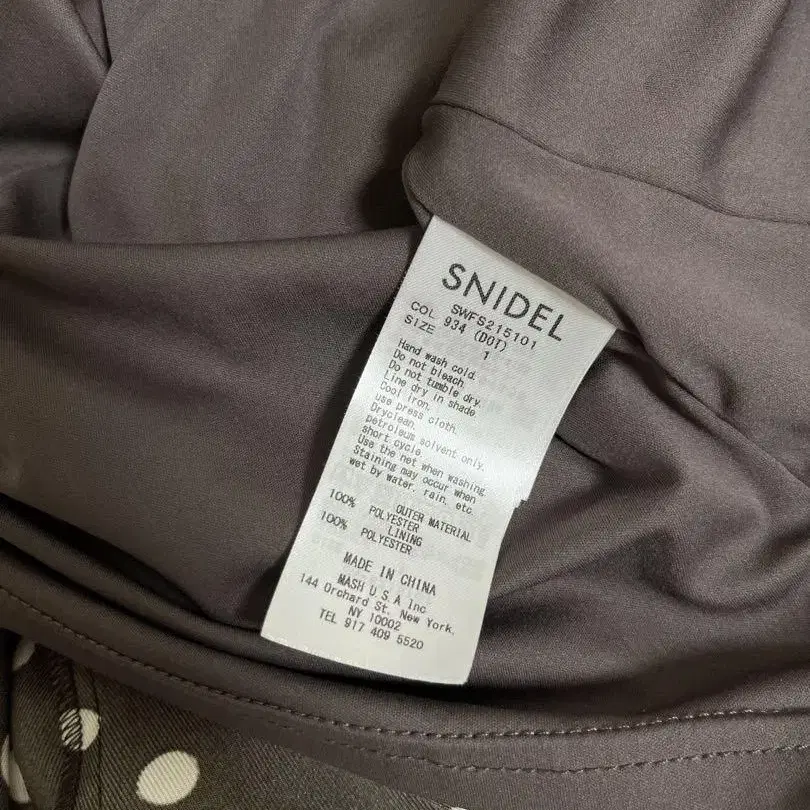 SNIDEL
SWFS215101
COL 934 (DOT)
SIZE 1
Hand wash cold.
Do not bleach.
Do not tumble dry.
Line dry in shade.
Cool iron.
use press cloth.
Dryclean.
petroleum solvent only.
short cycle.
Use the net when washing.
Staining may occur when
wet by water, rain, etc.
OUTER MATERIAL
100% POLYESTER
LINING
100% POLYESTER
MADE IN CHINA
MASH U.S.A Inc
144 Orchard St. New York,
NY 10002
TEL 917 409 5520